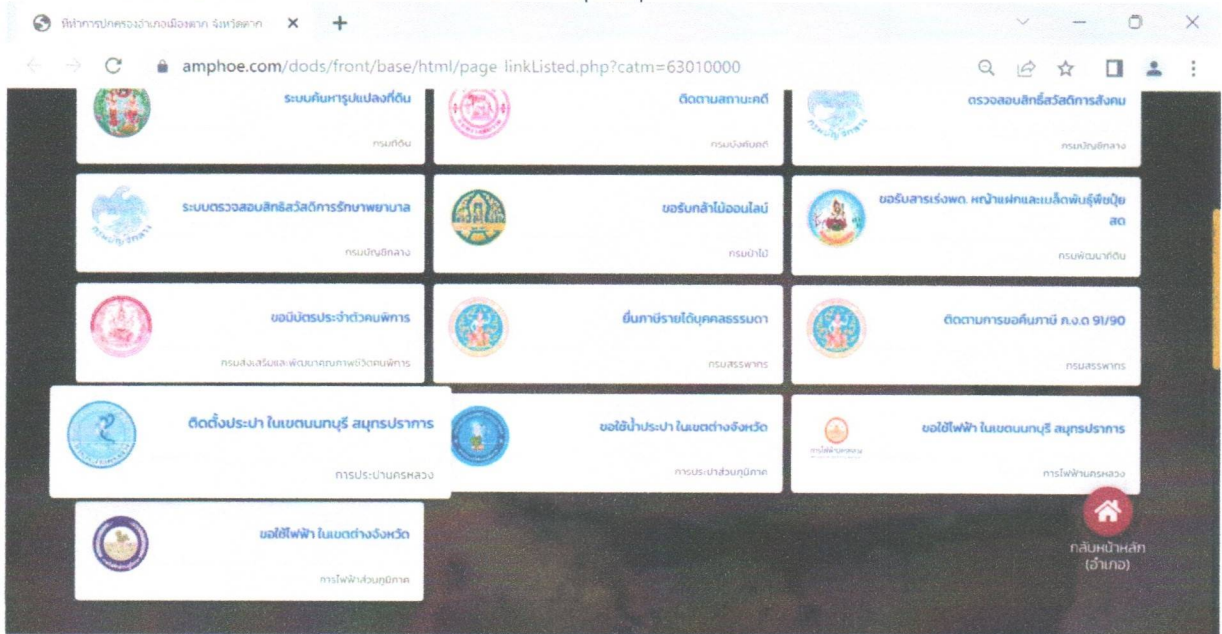 ที่ทำการปกครองอำเภอเมืองตาก จังหวัดตาก
amphoe.com/dods/front/base/html/page_linkListed.php?catm=63010000
ระบบค้นหารูปแปลงที่ดิน
กรมที่ดิน
ติดตามสถานะคดี
กรมบังคับคดี
ตรวจสอบสิทธิ์สวัสดิการสังคม
กรมบัญชีกลาง
ระบบตรวจสอบสิทธิสวัสดิการรักษาพยาบาล
กรมบัญชีกลาง
ขอรับกล้าไม้ออนไลน์
กรมป่าไม้
ขอรับสารเร่งพด. หญ้าแฝกและเมล็ดพันธุ์พืชปุ๋ย
สด
กรมพัฒนาที่ดิน
ขอมีบัตรประจำตัวคนพิการ
กรมส่งเสริมและพัฒนาคุณภาพชีวิตคนพิการ
ยื่นภาษีรายได้บุคคลธรรมดา
กรมสรรพากร
ติดตามการขอคืนภาษี ภ.ง.ด 91/90
กรมสรรพากร
ติดตั้งประปา ในเขตนนทบุรี สมุทรปราการ
การประปานครหลวง
ขอใช้น้ำประปา ในเขตต่างจังหวัด
การประปาส่วนภูมิภาค
ขอใช้ไฟฟ้า ในเขตนนทบุรี สมุทรปราการ
การไฟฟ้านครหลวง
ขอใช้ไฟฟ้า ในเขตต่างจังหวัด
การไฟฟ้าส่วนภูมิภาค
กลับหน้าหลัก
(อำเภอ)